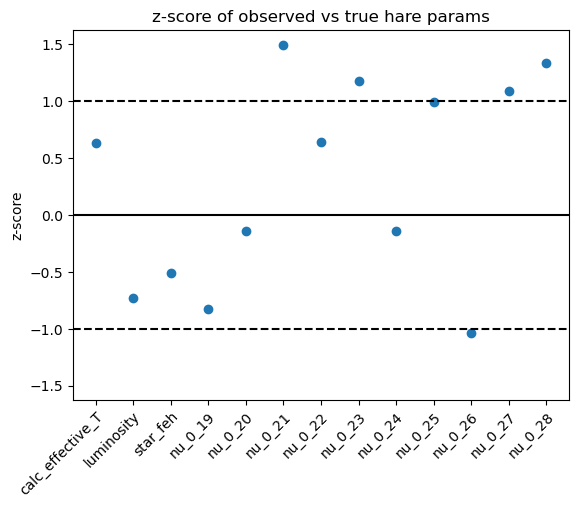 z-score of observed vs true hare params
z-score
1.5
1.0
0.5
0.0
−0.5
−1.0
−1.5
calc_effective_T
luminosity
star_feh
nu_0_19
nu_0_20
nu_0_21
nu_0_22
nu_0_23
nu_0_24
nu_0_25
nu_0_26
nu_0_27
nu_0_28